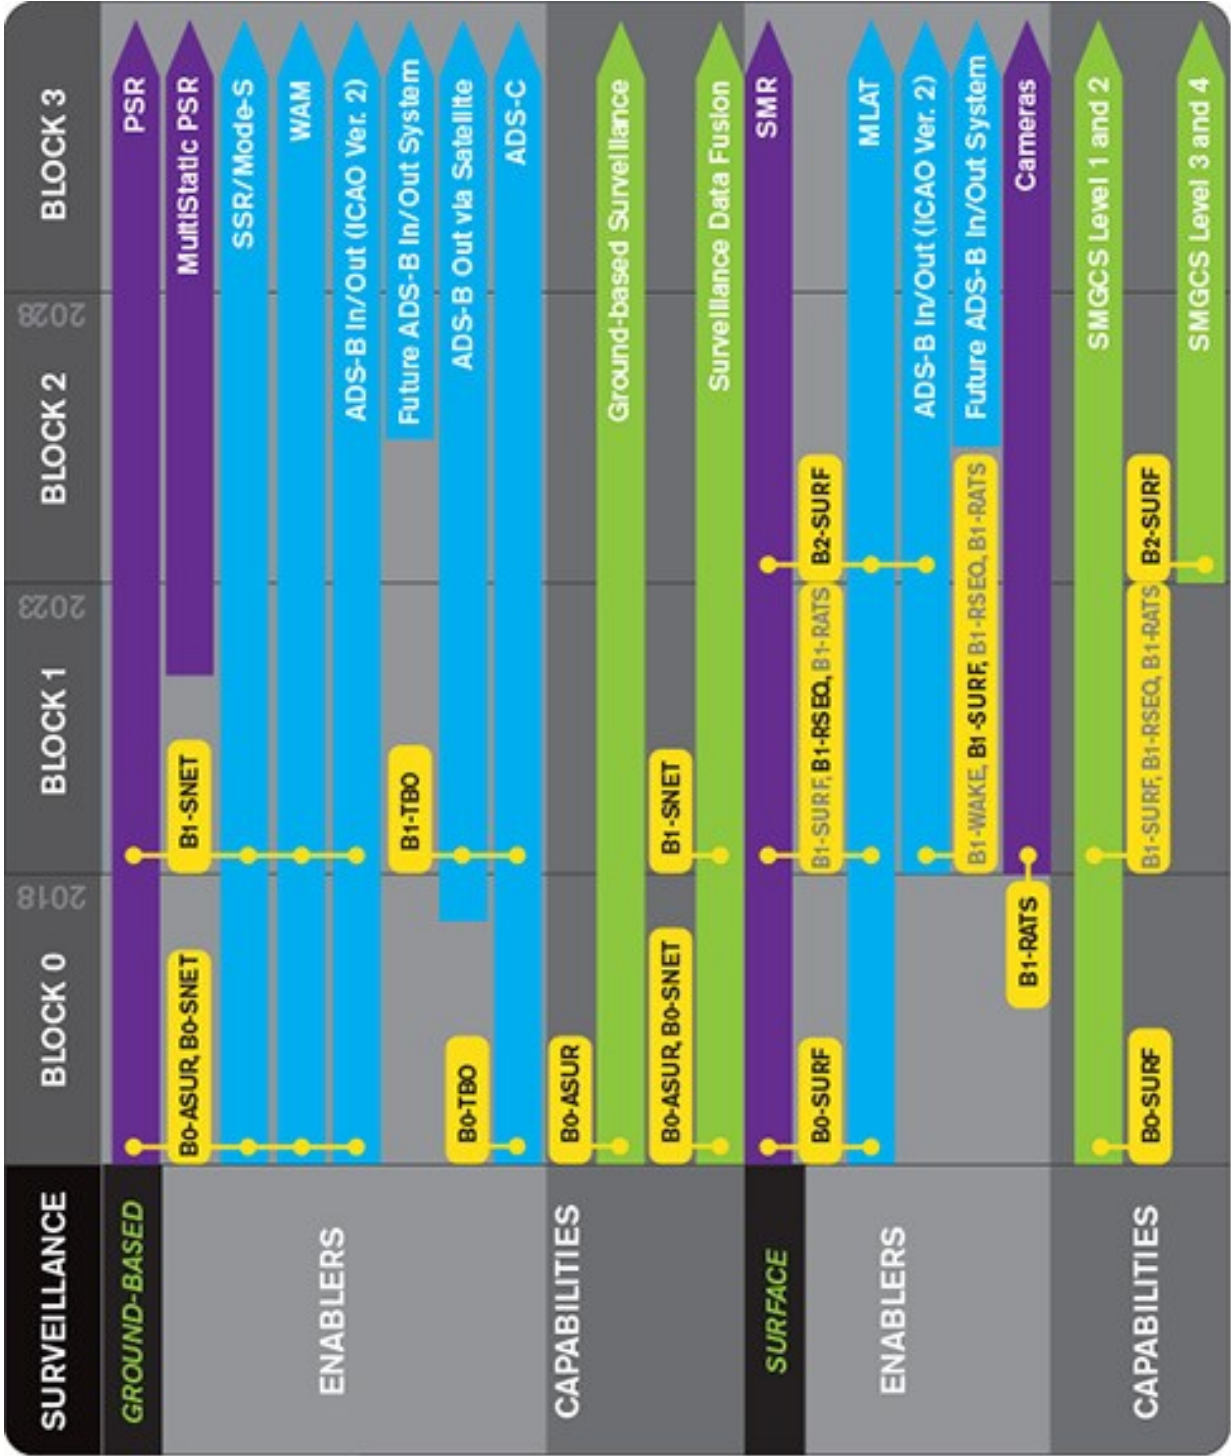 SURVEILLANCE
BLOCK 0
2018
BLOCK 1
2023
BLOCK 2
2028
BLOCK 3
GROUND-BASED
PSR
ENABLERS
B0-ASUR, B0-SNET
B1-SNET
MultiStatic PSR
SSR/Mode-S
WAM
ADS-B In/Out (ICAO Ver. 2)
B1-TBO
Future ADS-B In/Out System
B0-TBO
ADS-B Out via Satellite
ADS-C
CAPABILITIES
B0-ASUR
Ground-based Surveillance
B0-ASUR, B0-SNET
B1-SNET
Surveillance Data Fusion
SURFACE
SMR
ENABLERS
B0-SURF
B1-SURF, B1-RSEQ, B1-RATS
B2-SURF
MLAT
ADS-B In/Out (ICAO Ver. 2)
B1-WAKE, B1-SURF, B1-RSEQ, B1-RATS
Future ADS-B In/Out System
B1-RATS
Cameras
CAPABILITIES
SMGCS Level 1 and 2
B0-SURF
B1-SURF, B1-RSEQ, B1-RATS
B2-SURF
SMGCS Level 3 and 4